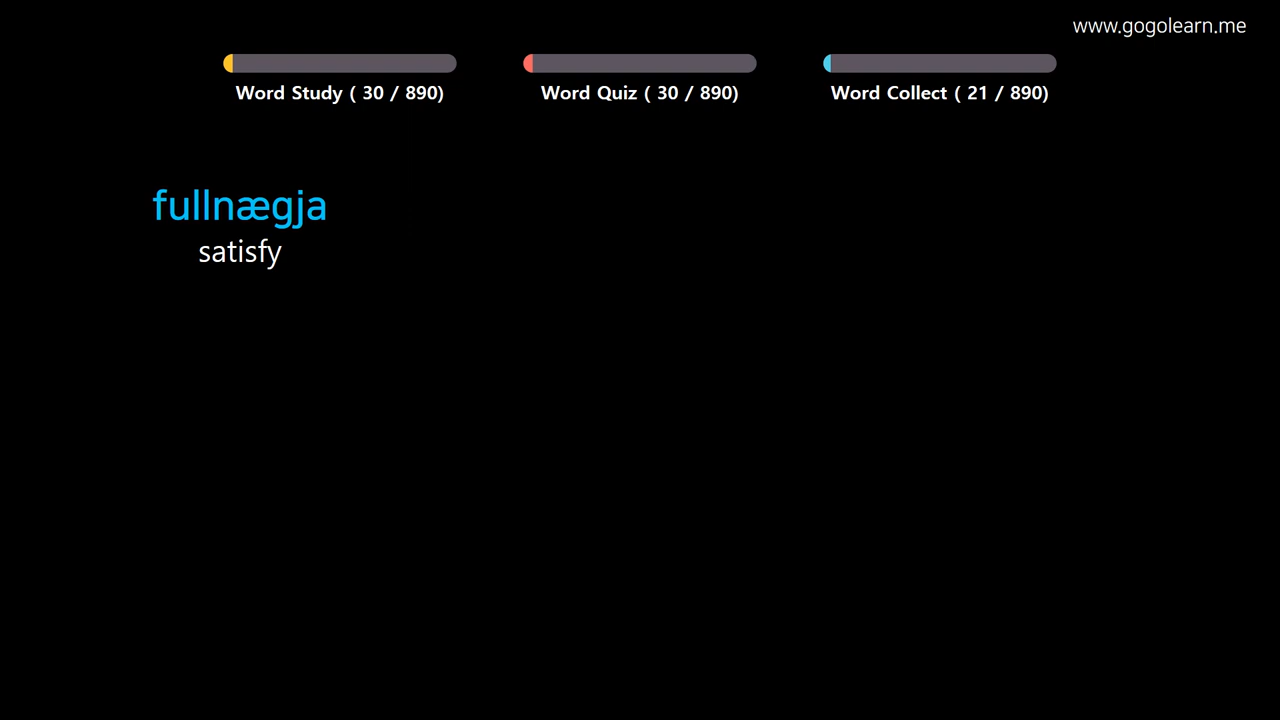 www.gogolearn.me
Word Study ( 30 / 890)
Word Quiz ( 30 / 890)
Word Collect ( 21 / 890)
fullnægja
satisfy